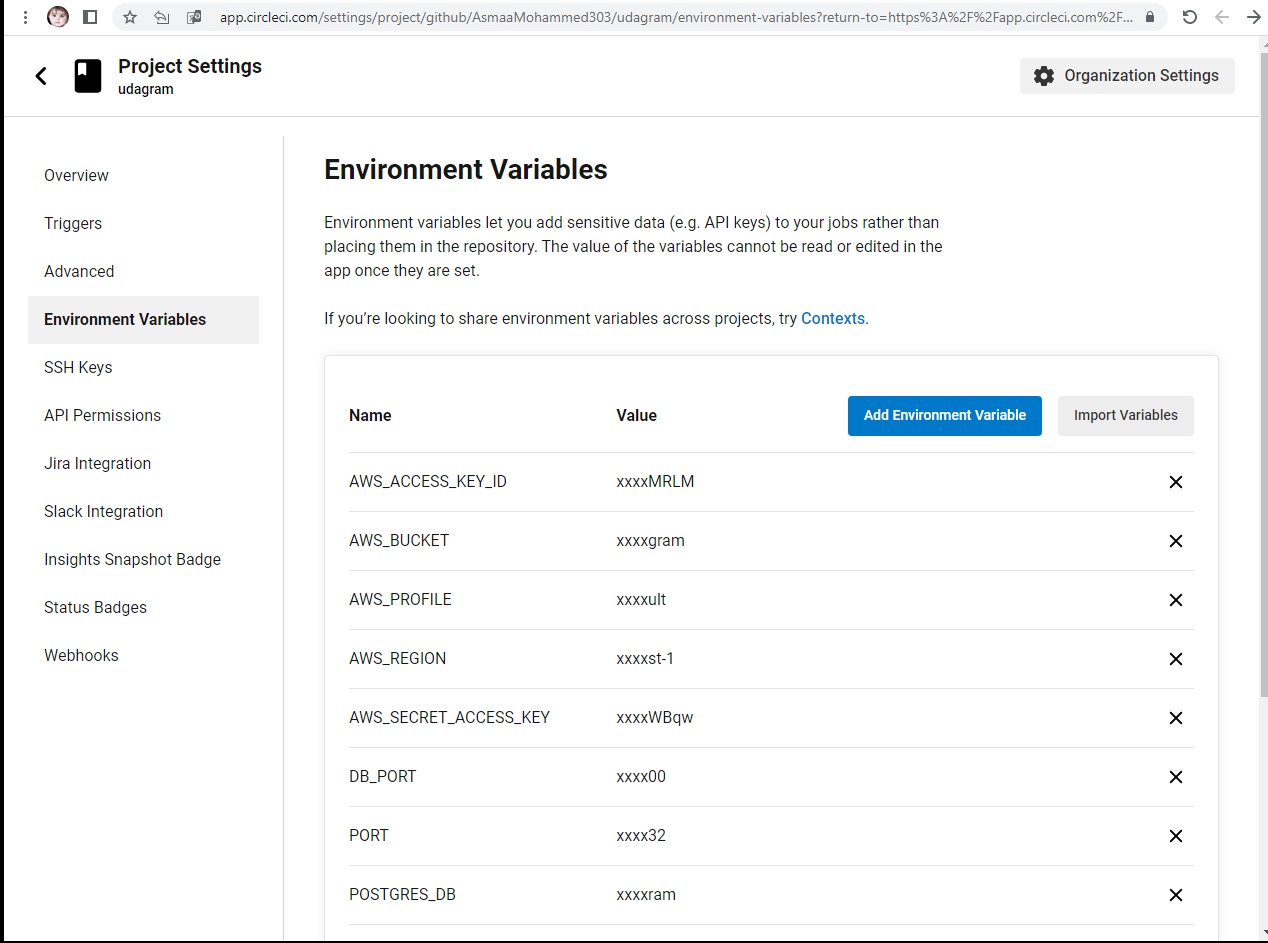 app.circleci.com/settings/project/github/AsmaaMohammed303/udagram/environment-variables?return-to=https%3A%2F%2Fapp.circleci.com%2F...
Project Settings
udagram
Organization Settings
Overview
Triggers
Advanced
Environment Variables
SSH Keys
API Permissions
Jira Integration
Slack Integration
Insights Snapshot Badge
Status Badges
Webhooks
Environment Variables
Environment variables let you add sensitive data (e.g. API keys) to your jobs rather than
placing them in the repository. The value of the variables cannot be read or edited in the
app once they are set.
If you’re looking to share environment variables across projects, try Contexts.
Name Value Add Environment Variable Import Variables
AWS_ACCESS_KEY_ID xxxxMRLM
AWS_BUCKET xxxxgram
AWS_PROFILE xxxxult
AWS_REGION xxxxst-1
AWS_SECRET_ACCESS_KEY xxxxWBqw
DB_PORT xxxx00
PORT xxxx32
POSTGRES_DB xxxxram